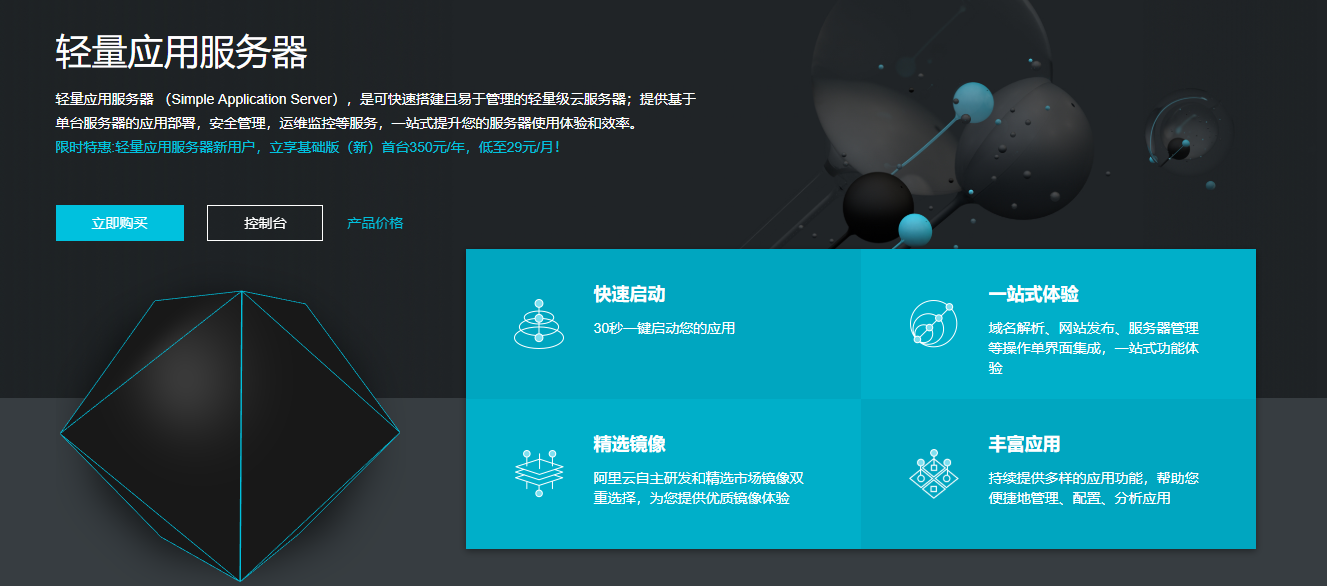 轻量应用服务器
轻量应用服务器 （Simple Application Server），是可快速搭建且易于管理的轻量级云服务器；提供基于
单台服务器的应用部署，安全管理，运维监控等服务，一站式提升您的服务器使用体验和效率。
限时特惠:轻量应用服务器新用户，立享基础版（新）首台350元/年，低至29元/月！
立即购买
控制台
产品价格
快速启动
30秒一键启动您的应用
一站式体验
域名解析、网站发布、服务器管理
等操作单界面集成，一站式功能体
验
精选镜像
阿里云自主研发和精选市场镜像双
重选择，为您提供优质镜像体验
丰富应用
持续提供多样的应用功能，帮助您
便捷地管理、配置、分析应用